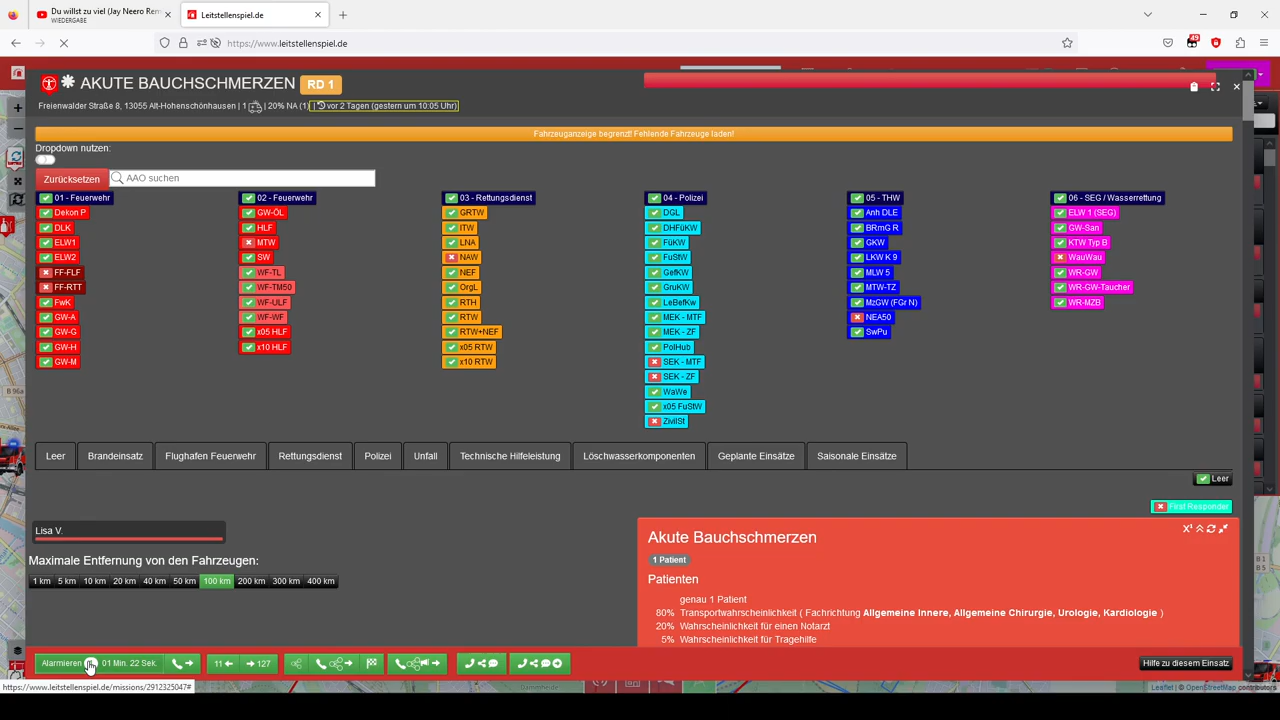 Du willst zu viel (Jay Neero Rem
WIEDERGABE
Leitstellenspiel.de
https://www.leitstellenspiel.de
49
AKUTE BAUCHSCHMERZEN RD 1
Freienwalder Straße 8, 13055 Alt-Hohenschönhausen | 1 | 20% NA (1) | vor 2 Tagen (gestern um 10:05 Uhr)
Fahrzeuganzeige begrenzt! Fehlende Fahrzeuge laden!
Dropdown nutzen:
Zurücksetzen AAO suchen
01 - Feuerwehr
Dekon P
DLK
ELW1
ELW2
FF-FLF
FF-RTT
FwK
GW-A
GW-G
GW-H
GW-M
02 - Feuerwehr
GW-ÖL
HLF
MTW
SW
WF-TL
WF-TM50
WF-ULF
WF-WF
x05 HLF
x10 HLF
03 - Rettungsdienst
GRTW
ITW
LNA
NAW
NEF
OrgL
RTH
RTW
RTW+NEF
x05 RTW
x10 RTW
04 - Polizei
DGL
DHFüKW
FüKW
FuStW
GefKW
GruKW
LeBefKw
MEK - MTF
MEK - ZF
PolHub
SEK - MTF
SEK - ZF
WaWe
x05 FuStW
ZivilSt
05 - THW
Anh DLE
BRmG R
GKW
LKW K 9
MLW 5
MTW-TZ
MzGW (FGr N)
NEA50
SwPu
06 - SEG / Wasserrettung
ELW 1 (SEG)
GW-San
KTW Typ B
WauWau
WR-GW
WR-GW-Taucher
WR-MZB
Leer Brandeinsatz Flughafen Feuerwehr Rettungsdienst Polizei Unfall Technische Hilfeleistung Löschwasserkomponenten Geplante Einsätze Saisonale Einsätze
Leer
First Responder
Lisa V.
Maximale Entfernung von den Fahrzeugen:
1 km 5 km 10 km 20 km 40 km 50 km 100 km 200 km 300 km 400 km
Akute Bauchschmerzen
1 Patient
Patienten
genau 1 Patient
80% Transportwahrscheinlichkeit ( Fachrichtung Allgemeine Innere, Allgemeine Chirurgie, Urologie, Kardiologie )
20% Wahrscheinlichkeit für einen Notarzt
5% Wahrscheinlichkeit für Tragehilfe
Alarmieren 01 Min. 22 Sek. 11 127
Hilfe zu diesem Einsatz
https://www.leitstellenspiel.de/missions/2912325047#
Leaflet | © OpenStreetMap contributors
B 96a